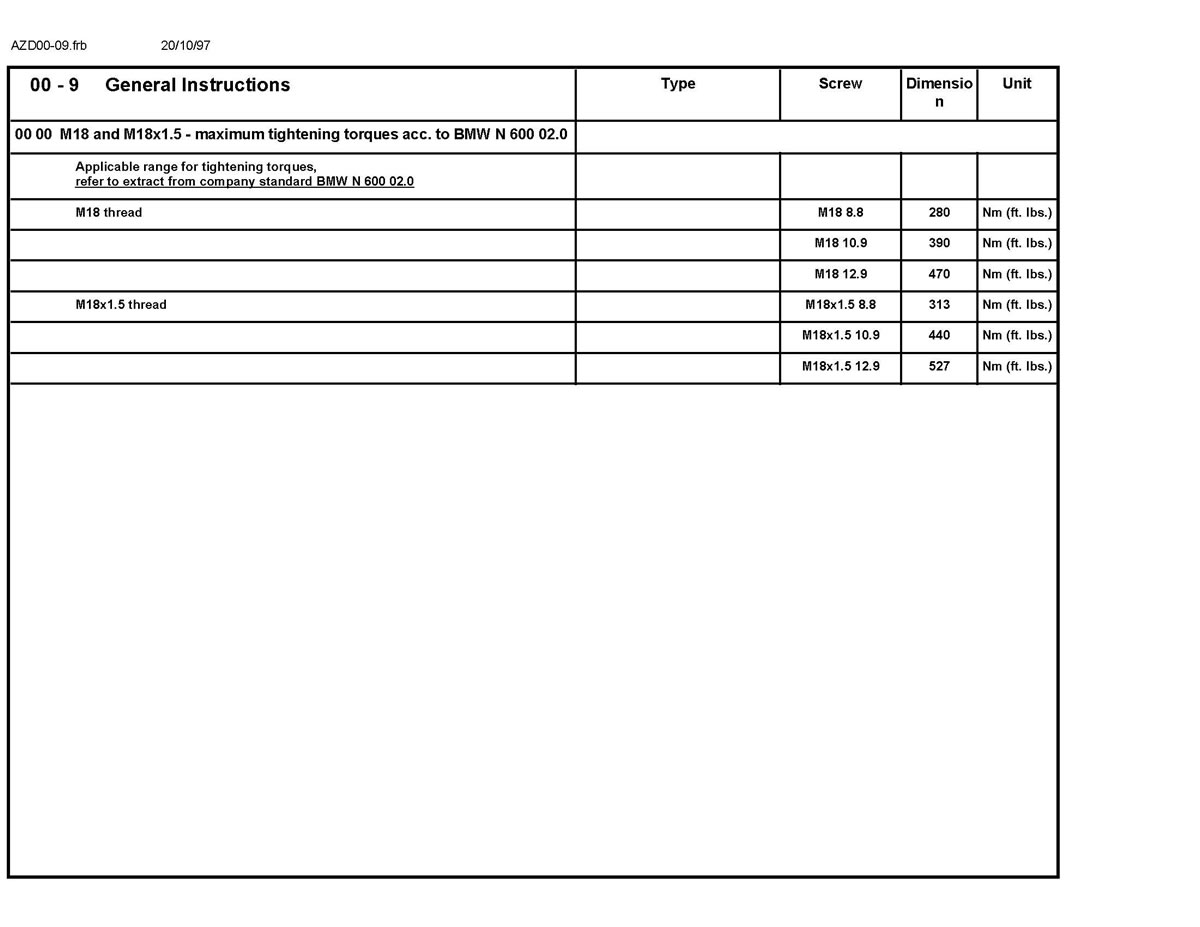 AZD00-09.frb 20/10/97
00 - 9 General Instructions Type Screw Dimensio
n Unit
00 00 M18 and M18x1.5 - maximum tightening torques acc. to BMW N 600 02.0
Applicable range for tightening torques,
refer to extract from company standard BMW N 600 02.0
M18 thread M18 8.8 280 Nm (ft. lbs.)
M18 10.9 390 Nm (ft. lbs.)
M18 12.9 470 Nm (ft. lbs.)
M18x1.5 thread M18x1.5 8.8 313 Nm (ft. lbs.)
M18x1.5 10.9 440 Nm (ft. lbs.)
M18x1.5 12.9 527 Nm (ft. lbs.)